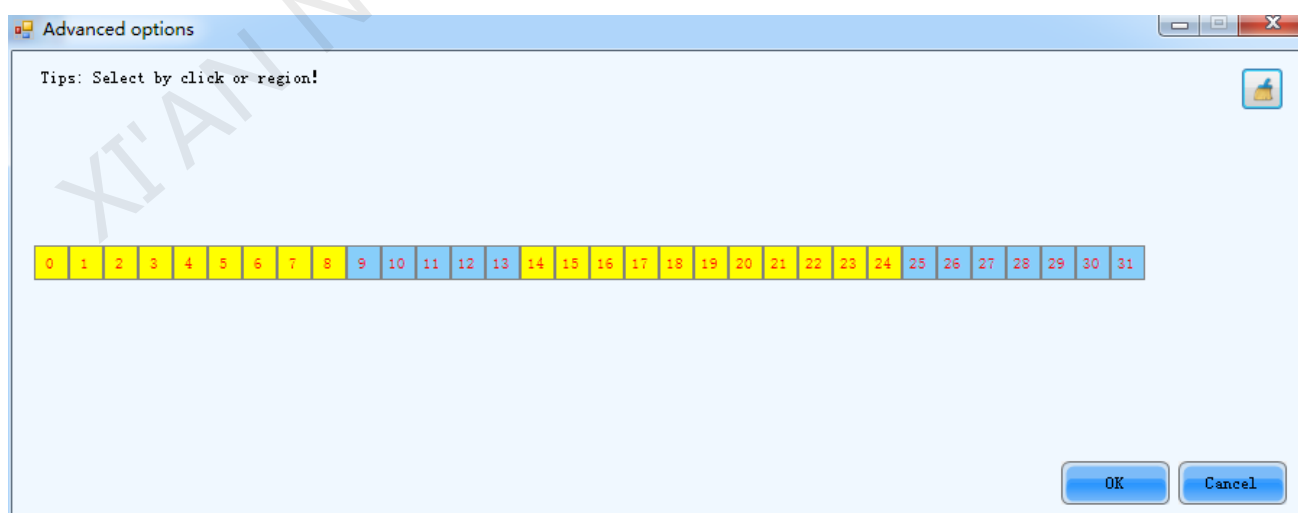 Advanced options
Tips: Select by click or region!
0 1 2 3 4 5 6 7 8 9 10 11 12 13 14 15 16 17 18 19 20 21 22 23 24 25 26 27 28 29 30 31
OK Cancel
XI'AN N